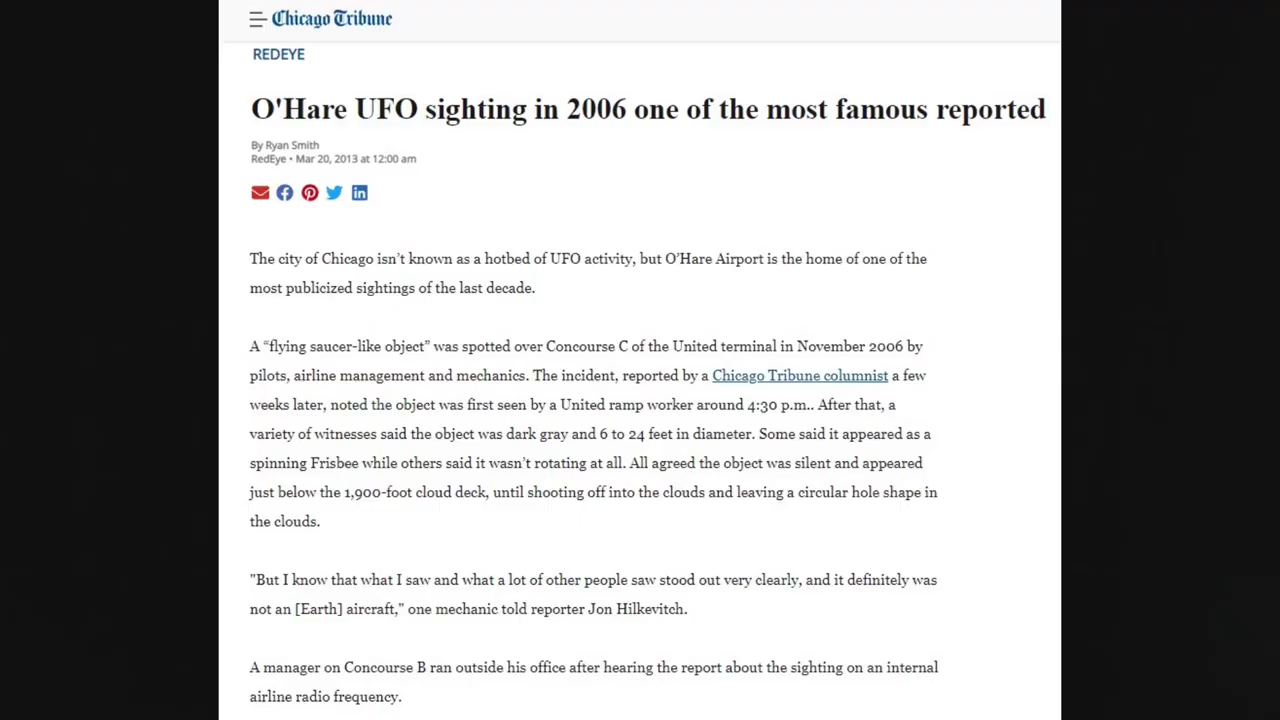 Chicago Tribune
REDEYE
O'Hare UFO sighting in 2006 one of the most famous reported
By Ryan Smith
RedEye • Mar 20, 2013 at 12:00 am
The city of Chicago isn’t known as a hotbed of UFO activity, but O’Hare Airport is the home of one of the
most publicized sightings of the last decade.
A “flying saucer-like object” was spotted over Concourse C of the United terminal in November 2006 by
pilots, airline management and mechanics. The incident, reported by a Chicago Tribune columnist a few
weeks later, noted the object was first seen by a United ramp worker around 4:30 p.m.. After that, a
variety of witnesses said the object was dark gray and 6 to 24 feet in diameter. Some said it appeared as a
spinning Frisbee while others said it wasn’t rotating at all. All agreed the object was silent and appeared
just below the 1,900-foot cloud deck, until shooting off into the clouds and leaving a circular hole shape in
the clouds.
"But I know that what I saw and what a lot of other people saw stood out very clearly, and it definitely was
not an [Earth] aircraft," one mechanic told reporter Jon Hilkevitch.
A manager on Concourse B ran outside his office after hearing the report about the sighting on an internal
airline radio frequency.